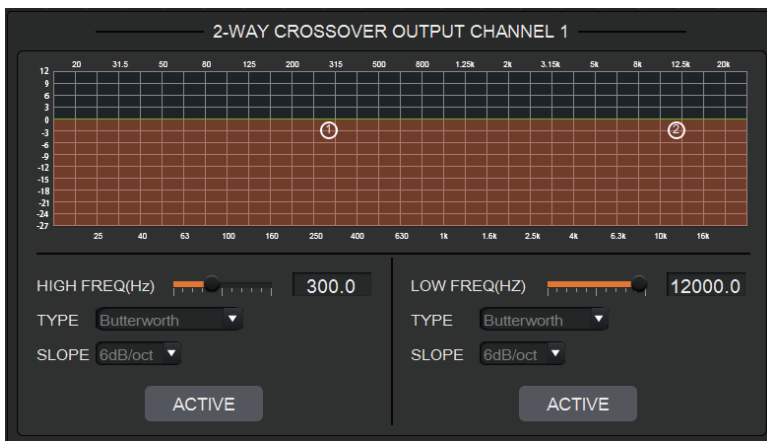 2-WAY CROSSOVER OUTPUT CHANNEL 1
20 31.5 50 80 125 200 315 500 800 1.25k 2k 3.15k 5k 8k 12.5k 20k
12
9
6
3
0
-3
-6
-9
-12
-15
-18
-21
-24
-27
1 2
25 40 63 100 160 250 400 630 1k 1.6k 2.5k 4k 6.3k 10k 16k
HIGH FREQ(Hz) 300.0 LOW FREQ(HZ) 12000.0
TYPE Butterworth TYPE Butterworth
SLOPE 6dB/oct SLOPE 6dB/oct
ACTIVE ACTIVE